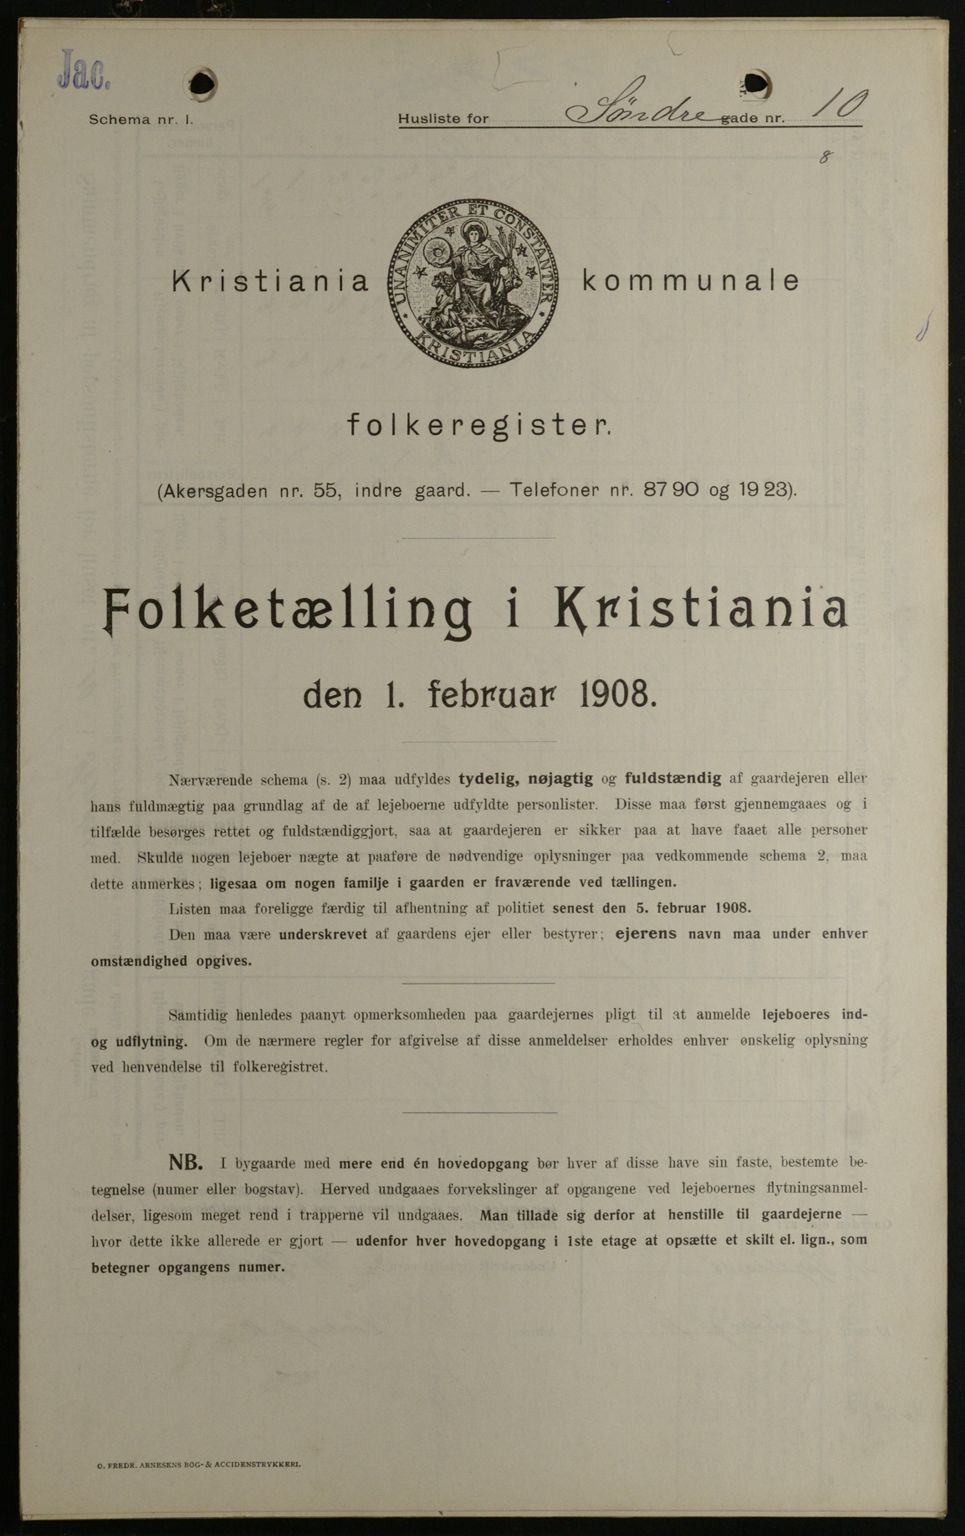 Jac.
Schema nr. 1.
Husliste for Söndre gade nr. 10
8
Kristiania kommunale
UNANIMITER ET CONSTANTER
KRISTIANIA
folkeregister.
(Akersgaden nr. 55, indre gaard. — Telefoner nr. 87 90 og 19 23).
Folketælling i Kristiania
den 1. februar 1908.
Nærværende schema (s. 2) maa udfyldes tydelig, nøjagtig og fuldstændig af gaardejeren eller
hans fuldmægtig paa grundlag af de af lejeboerne udfyldte personlister. Disse maa først gjennemgaaes og i
tilfælde besørges rettet og fuldstændiggjort, saa at gaardejeren er sikker paa at have faaet alle personer
med. Skulde nogen lejeboer nægte at paaføre de nødvendige oplysninger paa vedkommende schema 2, maa
dette anmerkes; ligesaa om nogen familje i gaarden er fraværende ved tællingen.
Listen maa foreligge færdig til afhentning af politiet senest den 5. februar 1908.
Den maa være underskrevet af gaardens ejer eller bestyrer; ejerens navn maa under enhver
omstændighed opgives.
Samtidig henledes paanyt opmerksomheden paa gaardejernes pligt til at anmelde lejeboeres ind-
og udflytning. Om de nærmere regler for afgivelse af disse anmeldelser erholdes enhver ønskelig oplysning
ved henvendelse til folkeregistret.
NB. I bygaarde med mere end én hovedopgang bør hver af disse have sin faste, bestemte be-
tegnelse (numer eller bogstav). Herved undgaaes forvekslinger af opgangene ved lejeboernes flytningsanmel-
delser, ligesom meget rend i trapperne vil undgaaes. Man tillade sig derfor at henstille til gaardejerne —
hvor dette ikke allerede er gjort — udenfor hver hovedopgang i 1ste etage at opsætte et skilt el. lign., som
betegner opgangens numer.
O. FREDR. ARNESENS BOG- & ACCIDENSTRYKKERI.